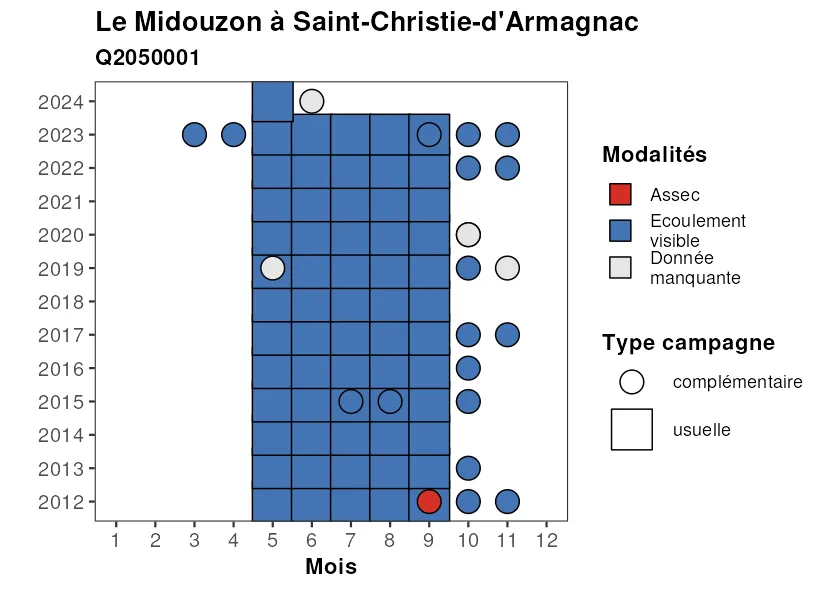 Le Midouzon à Saint-Christie-d'Armagnac
Q2050001
2024
2023
2022
2021
2020
2019
2018
2017
2016
2015
2014
2013
2012
1 2 3 4 5 6 7 8 9 10 11 12
Mois
Modalités
Assec
Ecoulement
visible
Donnée
manquante
Type campagne
complémentaire
usuelle